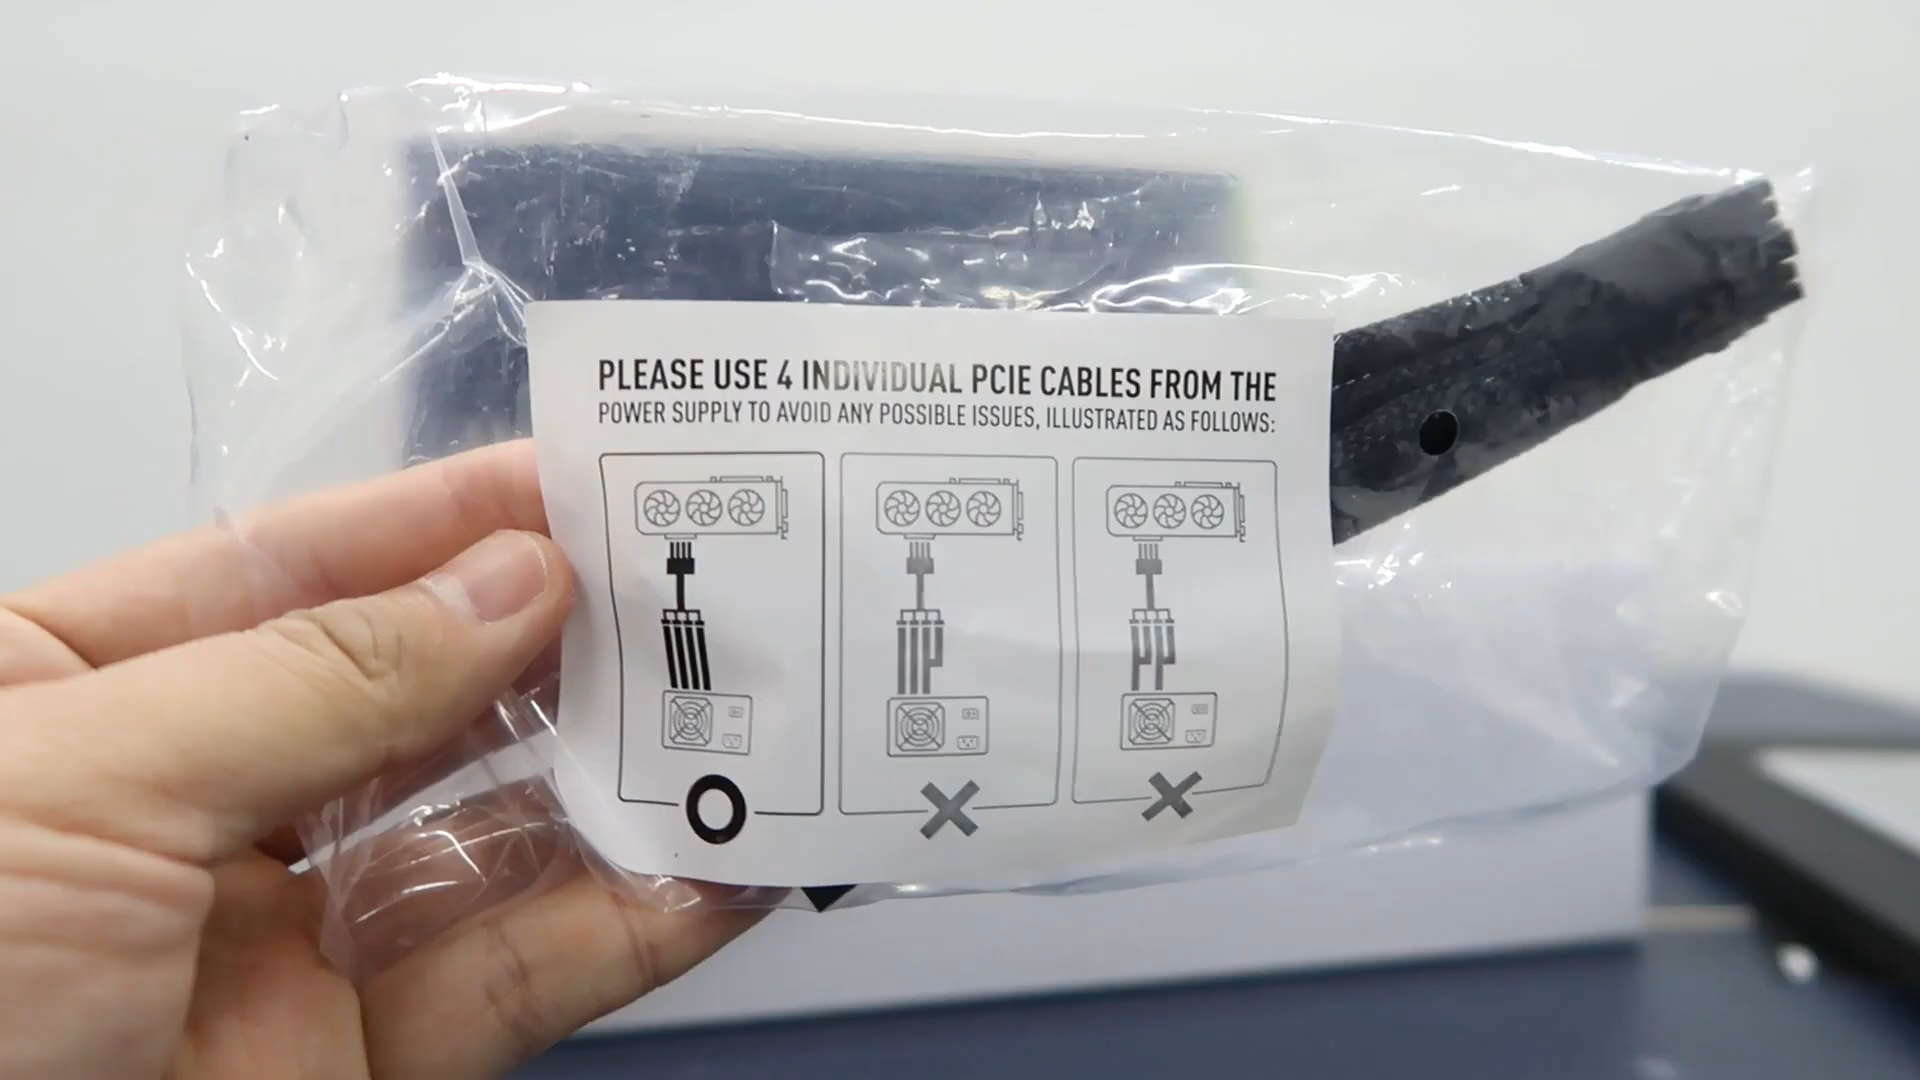 PLEASE USE 4 INDIVIDUAL PCIE CABLES FROM THE
POWER SUPPLY TO AVOID ANY POSSIBLE ISSUES, ILLUSTRATED AS FOLLOWS: